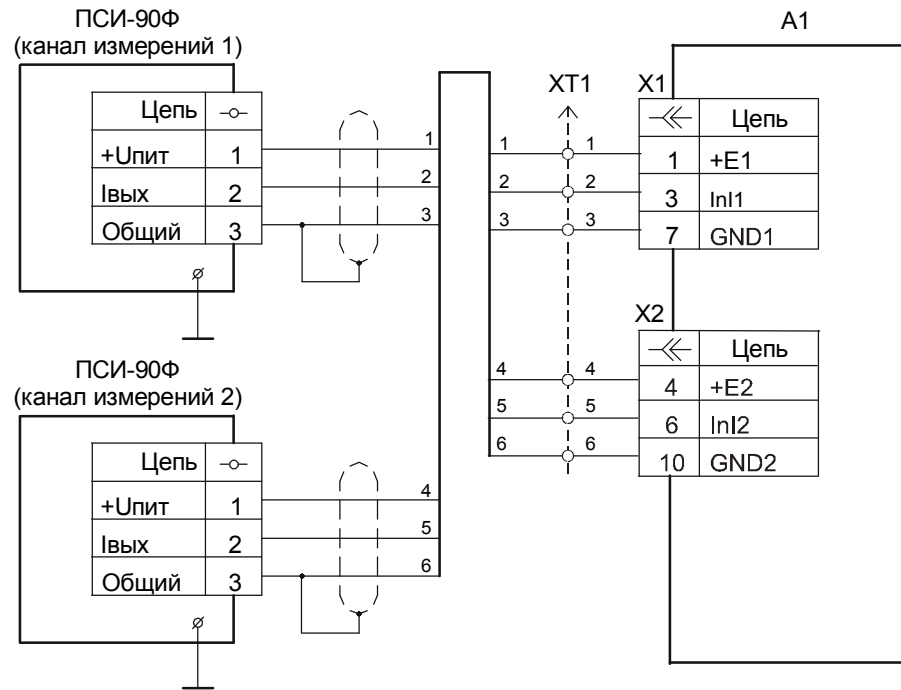 ПСИ-90Ф
(канал измерений 1)
Цепь
+Uпит 1
Iвых 2
Общий 3
1
2
3
ПСИ-90Ф
(канал измерений 2)
Цепь
+Uпит 1
Iвых 2
Общий 3
4
5
6
XT1
1 1
2 2
3 3
4 4
5 5
6 6
A1
X1
Цепь
1 +E1
3 InI1
7 GND1
X2
Цепь
4 +E2
6 InI2
10 GND2